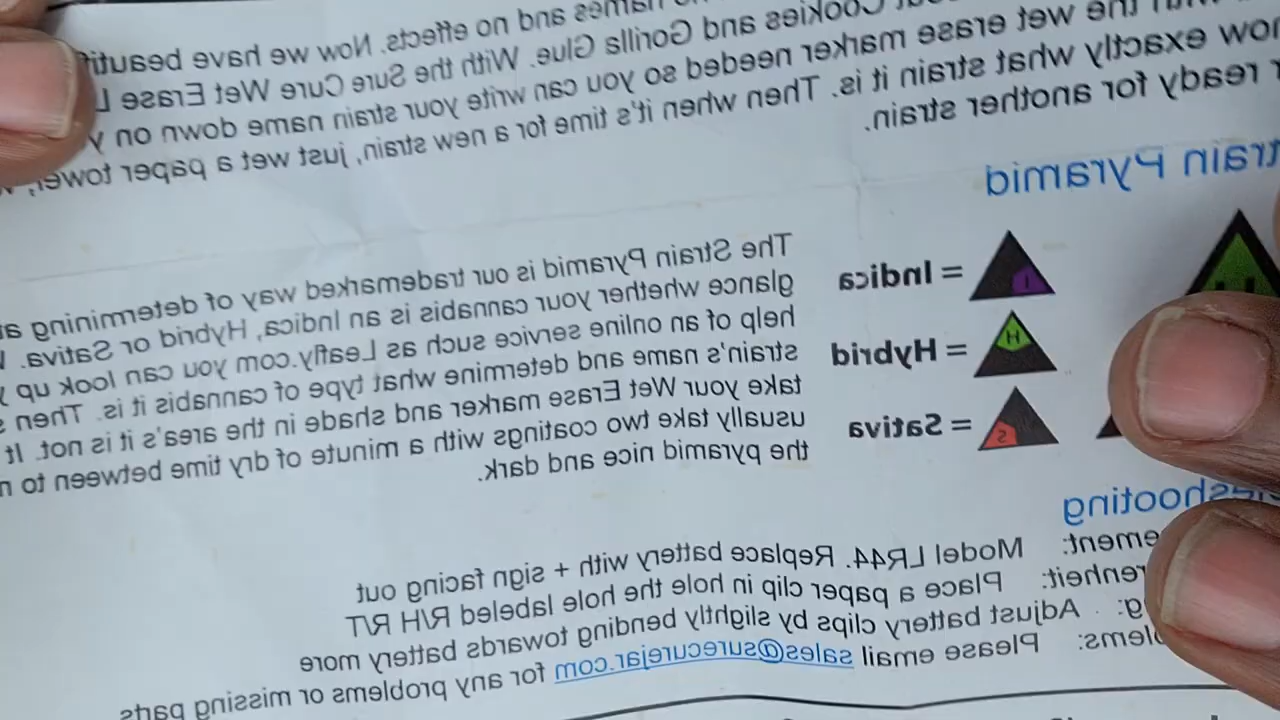 names and no effects. Now we have beautif
Cookies and Gorilla Glue. With the Sure Cure Wet Erase L
the wet erase marker needed so you can write your strain name down on y
ow exactly what strain it is. Then when it's time for a new strain, just wet a paper towel,
ready for another strain.
train Pyramid
= Indica
= Hybrid
= Sativa
I
H
S
The Strain Pyramid is our trademarked way of determining at
glance whether your cannabis is an Indica, Hybrid or Sativa.
help of an online service such as Leafly.com you can look up
strain's name and determine what type of cannabis it is. Then
take your Wet Erase marker and shade in the area's it is not. It
usually take two coatings with a minute of dry time between to
the pyramid nice and dark.
shooting
ement: Model LR44. Replace battery with + sign facing out
renheit: Place a paper clip in hole the hole labeled R/H R/T
g: Adjust battery clips by slightly bending towards battery more
lems: Please email sales@surecurejar.com for any problems or missing parts